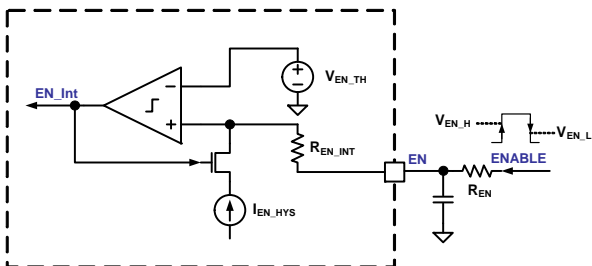 EN_Int
−
+
V_EN_TH
+
−
R_EN_INT
I_EN_HYS
EN
V_EN_H
V_EN_L
ENABLE
R_EN